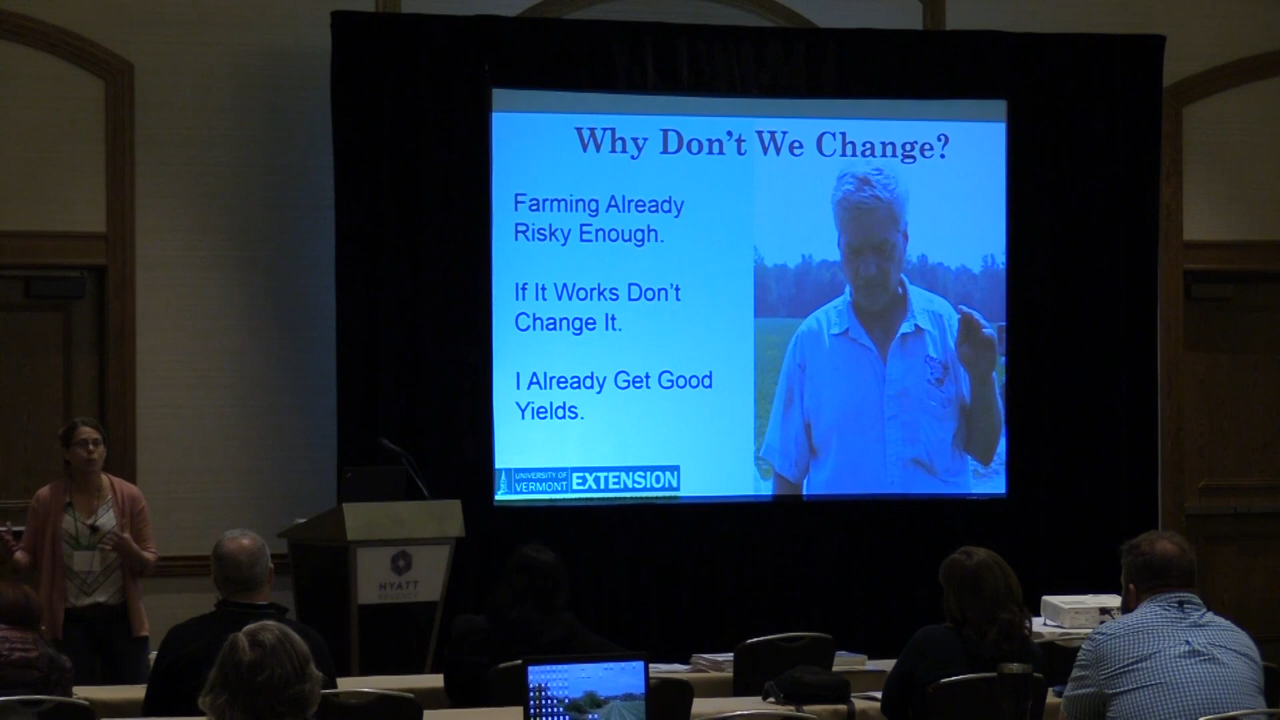 Why Don't We Change?
Farming Already
Risky Enough.
If It Works Don't
Change It.
I Already Get Good
Yields.
UNIVERSITY OF
VERMONT
EXTENSION
HYATT
REGENCY